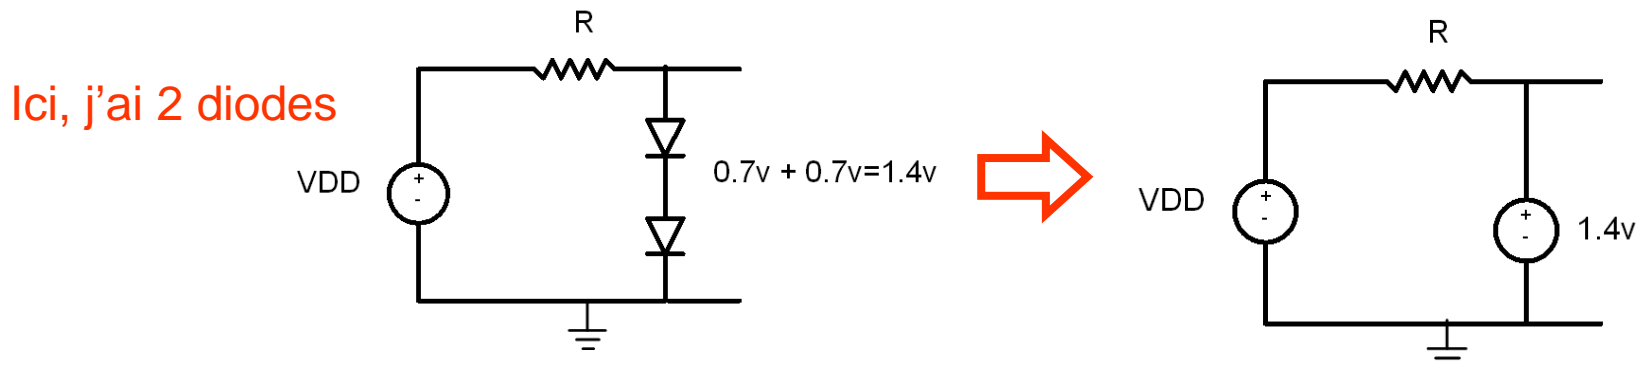 R
Ici, j'ai 2 diodes
VDD
+
-
0.7v + 0.7v=1.4v
R
VDD
+
-
+
-
1.4v